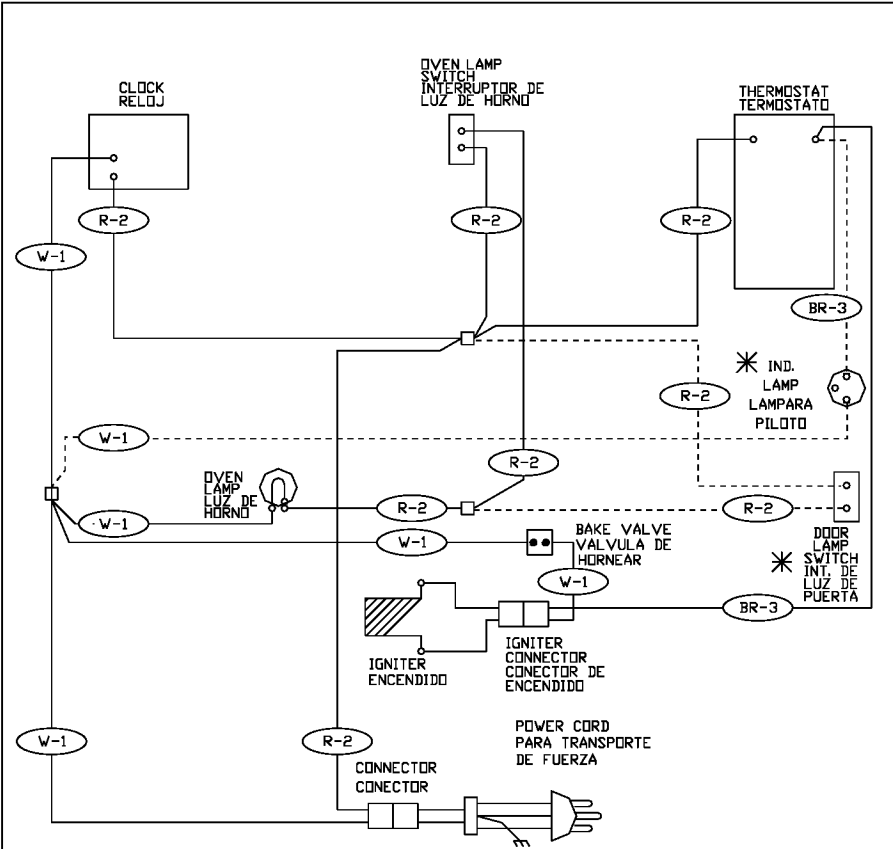 CLOCK
RELOJ
OVEN LAMP
SWITCH
INTERRUPTOR DE
LUZ DE HORNO
THERMOSTAT
TERMOSTATO
R-2
R-2
R-2
W-1
BR-3
IND.
LAMP
LAMPARA
PILOTO
R-2
W-1
R-2
OVEN
LAMP
LUZ DE
HORNO
R-2
R-2
W-1
W-1
BAKE VALVE
VALVULA DE
HORNEAR
DOOR
LAMP
SWITCH
INT. DE
LUZ DE
PUERTA
W-1
BR-3
IGNITER
ENCENDIDO
IGNITER
CONNECTOR
CONECTOR DE
ENCENDIDO
W-1
R-2
POWER CORD
PARA TRANSPORTE
DE FUERZA
CONNECTOR
CONECTOR